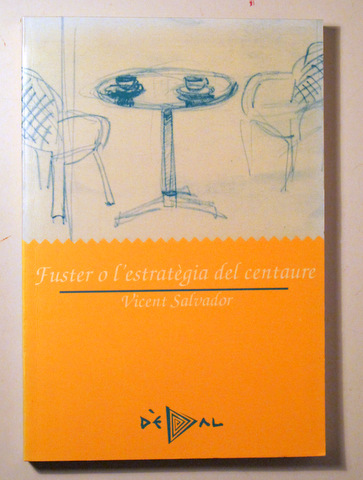 Fuster o l'estratègia del centaure
Vicent Salvador
DÈDAL